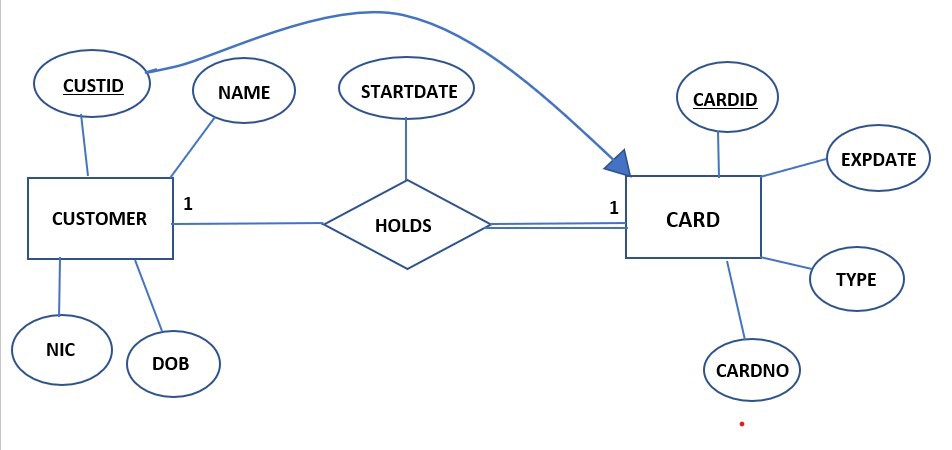 CUSTID
NAME
STARTDATE
CARDID
EXPDATE
CUSTOMER
1
HOLDS
1
CARD
TYPE
NIC
DOB
CARDNO